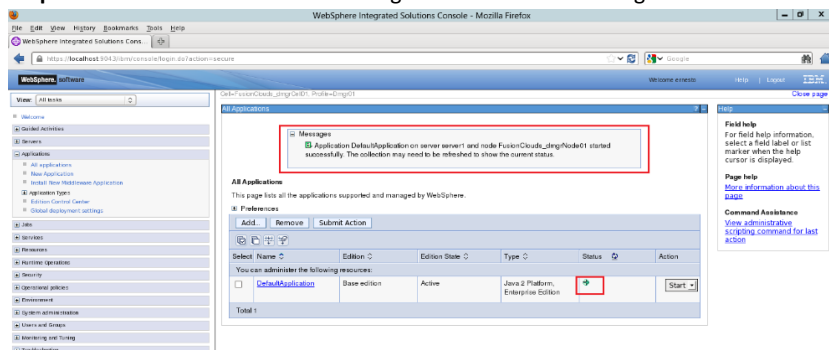 WebSphere Integrated Solutions Console - Mozilla Firefox
File Edit View History Bookmarks Tools Help
WebSphere Integrated Solutions Cons...
https://localhost:9043/ibm/console/login.do?action=secure
Google
WebSphere. software
Welcome ernesto
Help | Logout
IBM.
View: All tasks
Welcome
Guided Activities
Servers
Applications
All applications
New Application
Install New Middleware Application
Application Types
Edition Control Center
Global deployment settings
Jobs
Services
Resources
Runtime Operations
Security
Operational policies
Environment
System administration
Users and Groups
Monitoring and Tuning
Cell=FusionClouds_dmgrCell01, Profile=Dmgr01
Close page
All Applications
Messages
Application DefaultApplication on server server1 and node FusionClouds_dmgrNode01 started
successfully. The collection may need to be refreshed to show the current status.
All Applications
This page lists all the applications supported and managed by WebSphere.
Preferences
Add... Remove Submit Action
Select Name Edition Edition State Type Status Action
You can administer the following resources:
DefaultApplication Base edition Active Java 2 Platform, Start
Enterprise Edition
Total 1
Help
Field help
For field help information,
select a field label or list
marker when the help
cursor is displayed.
Page help
More information about this
page
Command Assistance
View administrative
scripting command for last
action